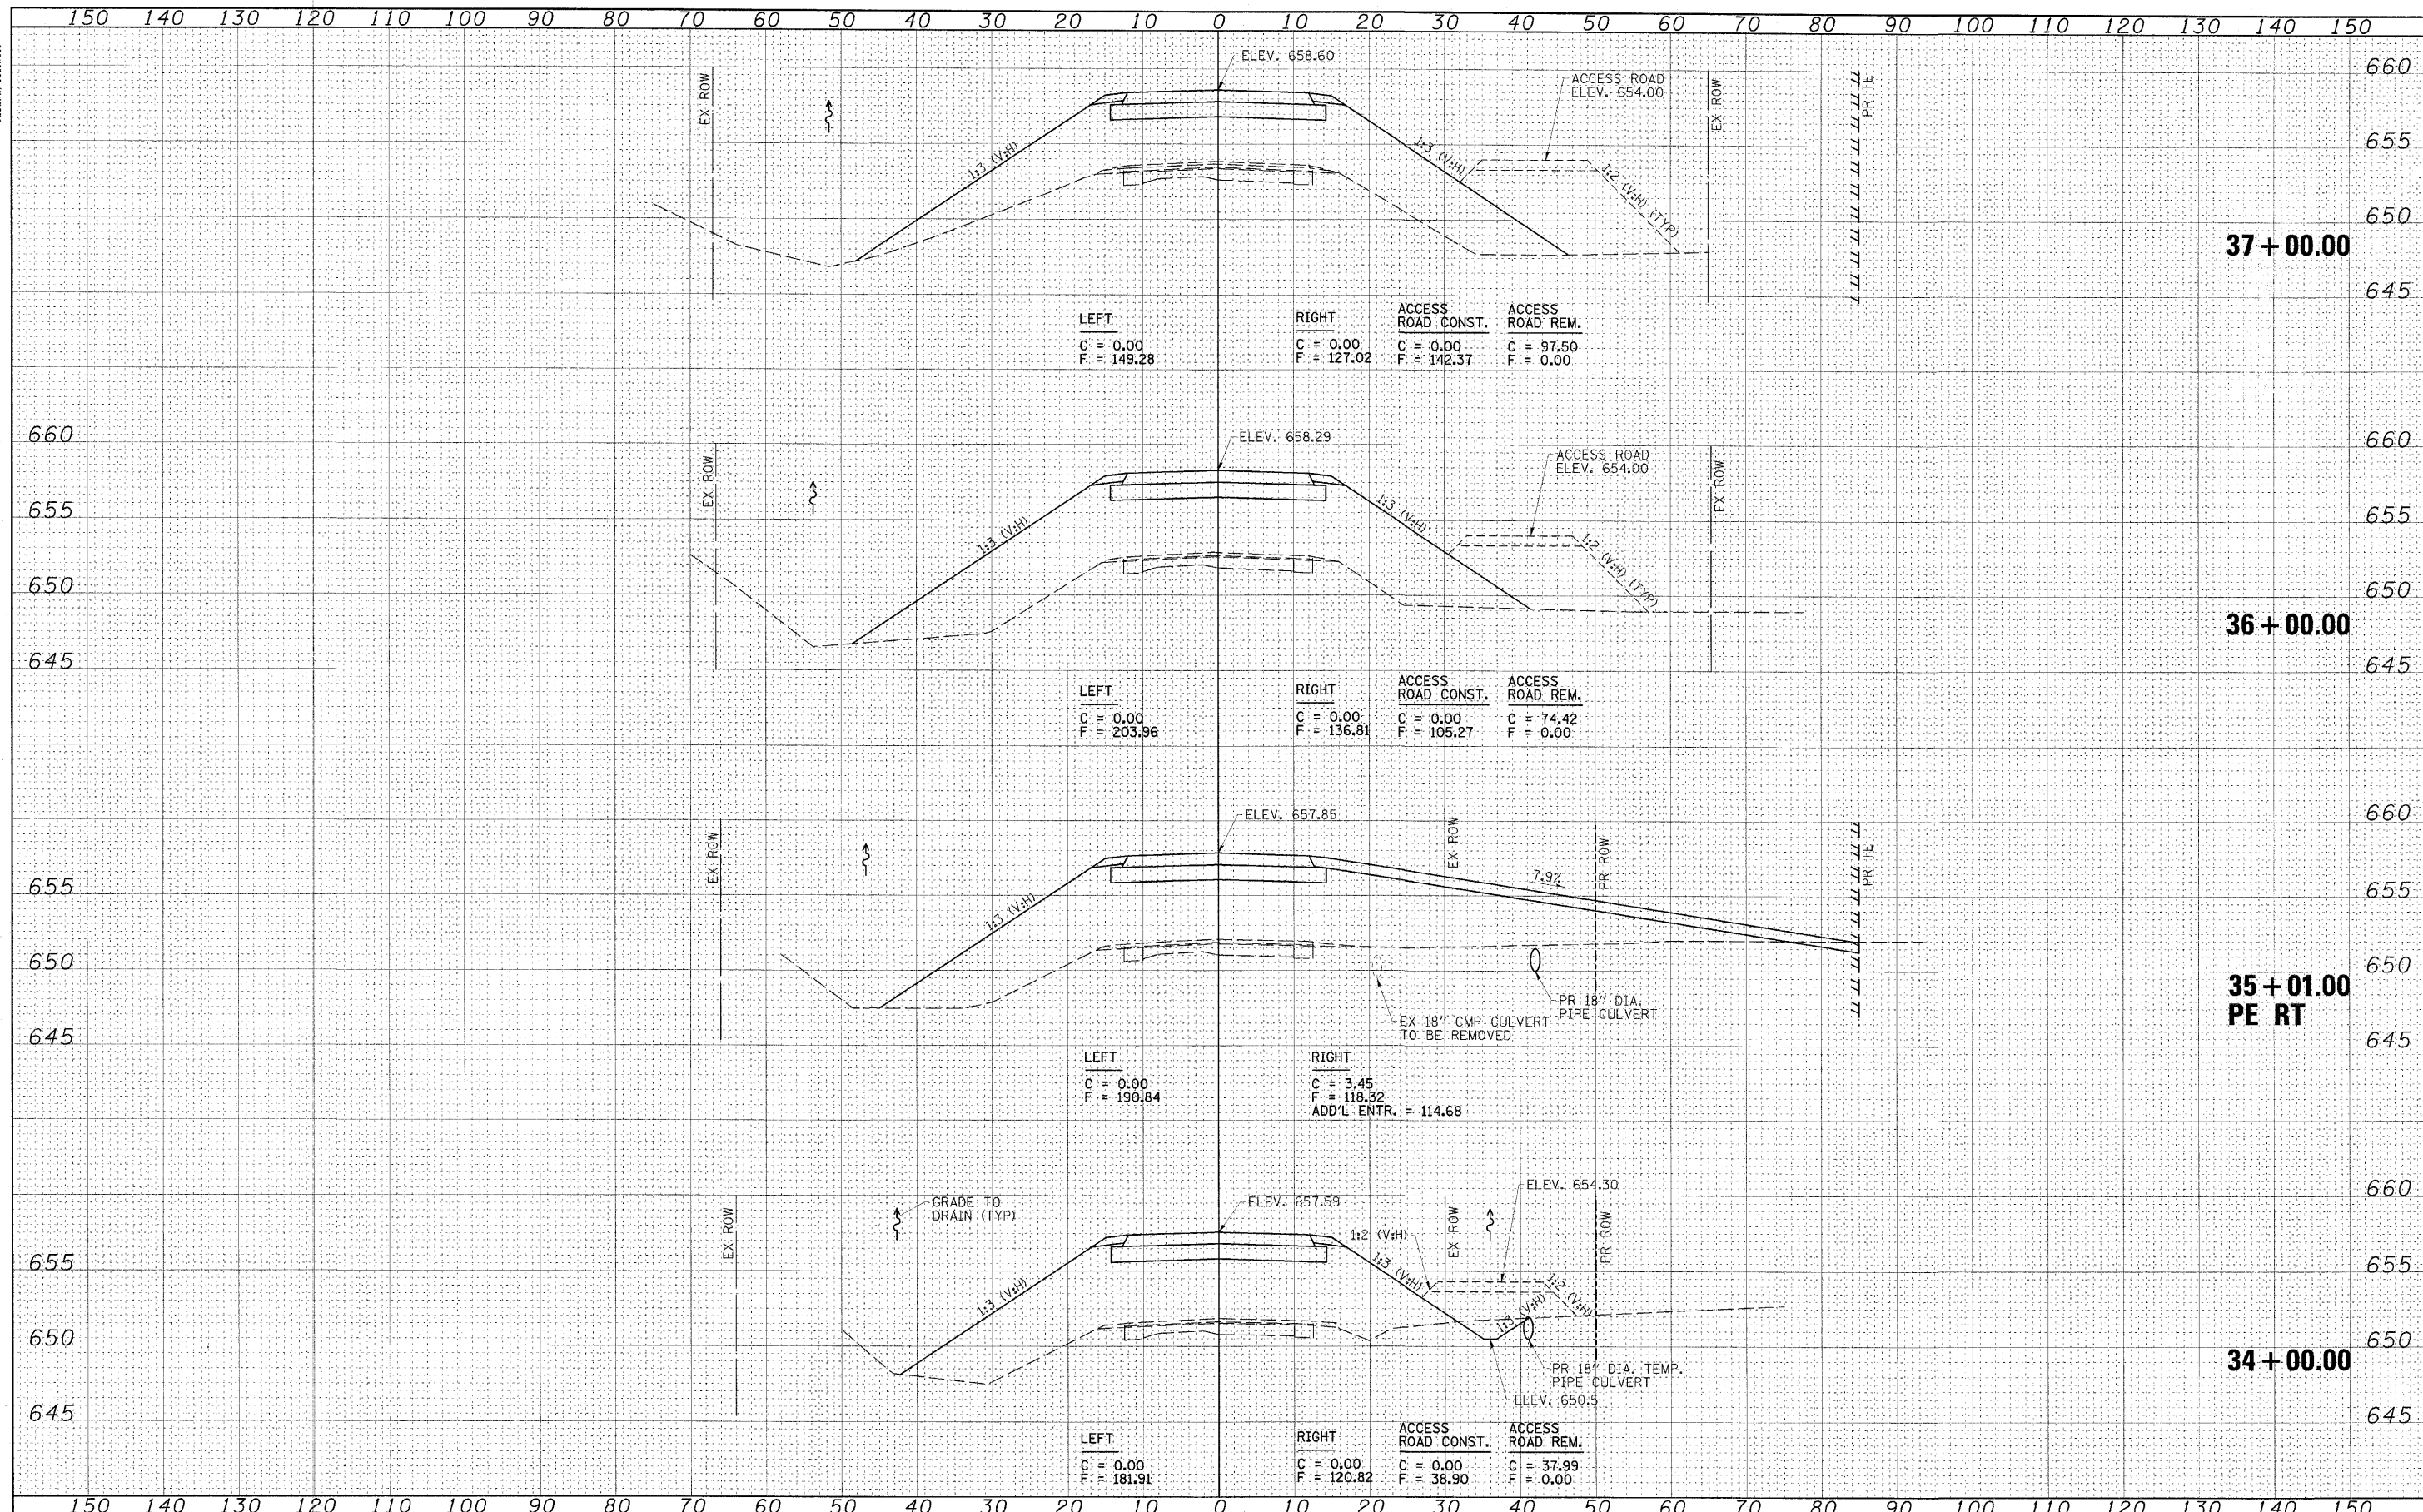 150 140 130 120 110 100 90 80 70 60 50 40 30 20 10 0 10 20 30 40 50 60 70 80 90 100 110 120 130 140 150
ELEV. 658.60
EX ROW
ACCESS ROAD
ELEV. 654.00
EX ROW
PR TE
660
1:3 (V:H)
1:3 (V:H)
1:2 (V:H) (TYP)
655
650
37+00.00
645
LEFT
C = 0.00
F = 149.28
RIGHT
C = 0.00
F = 127.02
ACCESS
ROAD CONST.
C = 0.00
F = 142.37
ACCESS
ROAD REM.
C = 97.50
F = 0.00
660
ELEV. 658.29
660
EX ROW
ACCESS ROAD
ELEV. 654.00
EX ROW
655
1:3 (V:H)
1:3 (V:H)
1:2 (V:H) (TYP)
655
650
650
36+00.00
645
645
LEFT
C = 0.00
F = 203.96
RIGHT
C = 0.00
F = 136.81
ACCESS
ROAD CONST.
C = 0.00
F = 105.27
ACCESS
ROAD REM.
C = 74.42
F = 0.00
660
ELEV. 657.85
660
EX ROW
EX ROW
PR ROW
PR TE
655
1:3 (V:H)
7.9%
655
650
650
EX 18" CMP CULVERT
TO BE REMOVED
PR 18" DIA.
PIPE CULVERT
35+01.00
PE RT
645
645
LEFT
C = 0.00
F = 190.84
RIGHT
C = 3.45
F = 118.32
ADD'L ENTR. = 114.68
660
GRADE TO
DRAIN (TYP)
ELEV. 657.59
ELEV. 654.30
660
EX ROW
1:2 (V:H)
EX ROW
PR ROW
655
1:3 (V:H)
1:3 (V:H)
1:2 (V:H)
1:3 (V:H)
655
650
650
PR 18" DIA. TEMP.
PIPE CULVERT
ELEV. 650.5
34+00.00
645
645
LEFT
C = 0.00
F = 181.91
RIGHT
C = 0.00
F = 120.82
ACCESS
ROAD CONST.
C = 0.00
F = 38.90
ACCESS
ROAD REM.
C = 37.99
F = 0.00
150 140 130 120 110 100 90 80 70 60 50 40 30 20 10 0 10 20 30 40 50 60 70 80 90 100 110 120 130 140 150